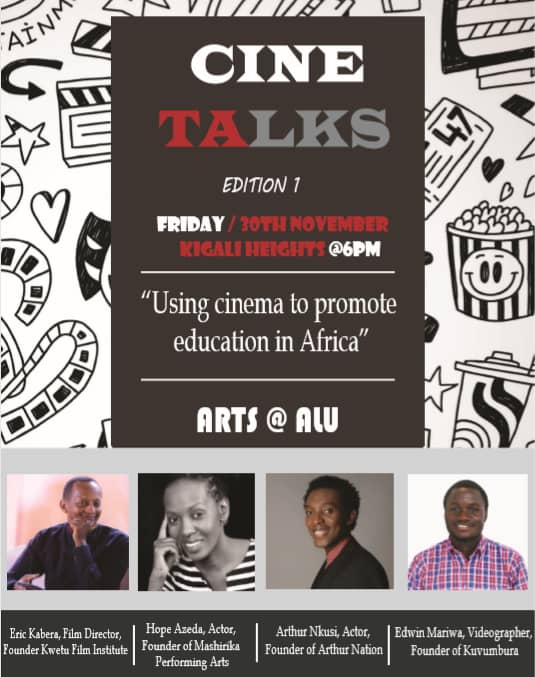 TAINM
CINE
TALKS
47
EDITION 1
FRIDAY / 30TH NOVEMBER
KIGALI HEIGHTS @6PM
“Using cinema to promote
education in Africa”
ARTS @ ALU
Eric Kabera, Film Director,
Founder Kwetu Film Institute
Hope Azeda, Actor,
Founder of Mashirika
Performing Arts
Arthur Nkusi, Actor,
Founder of Arthur Nation
Edwin Mariwa, Videographer,
Founder of Kuvumbura